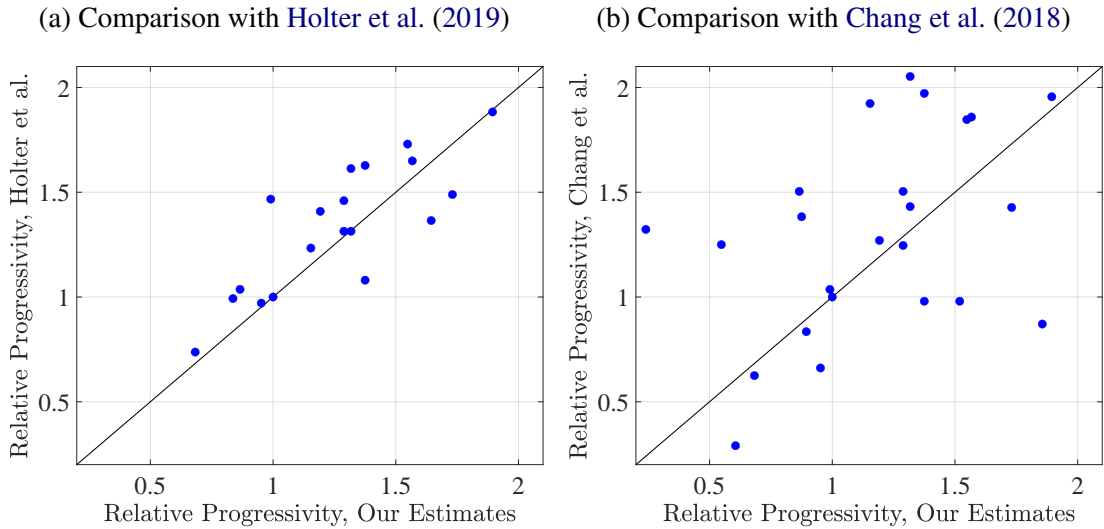 (a) Comparison with Holter et al. (2019)
Relative Progressivity, Holter et al.
2
1.5
1
0.5
0.5 1 1.5 2
Relative Progressivity, Our Estimates
(b) Comparison with Chang et al. (2018)
Relative Progressivity, Chang et al.
2
1.5
1
0.5
0.5 1 1.5 2
Relative Progressivity, Our Estimates